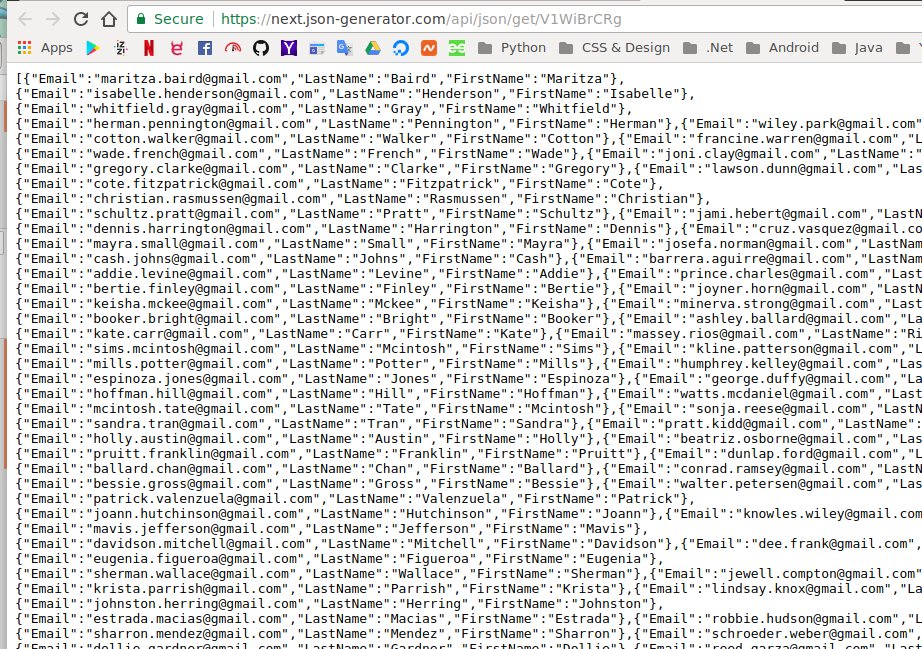 Secure https://next.json-generator.com/api/json/get/V1WiBrCRg
Apps Python CSS & Design .Net Android Java
[{"Email":"maritza.baird@gmail.com","LastName":"Baird","FirstName":"Maritza"},
{"Email":"isabelle.henderson@gmail.com","LastName":"Henderson","FirstName":"Isabelle"},
{"Email":"whitfield.gray@gmail.com","LastName":"Gray","FirstName":"Whitfield"},
{"Email":"herman.pennington@gmail.com","LastName":"Pennington","FirstName":"Herman"},{"Email":"wiley.park@gmail.com"
{"Email":"cotton.walker@gmail.com","LastName":"Walker","FirstName":"Cotton"},{"Email":"francine.warren@gmail.com","L
{"Email":"wade.french@gmail.com","LastName":"French","FirstName":"Wade"},{"Email":"joni.clay@gmail.com","LastName":"
{"Email":"gregory.clarke@gmail.com","LastName":"Clarke","FirstName":"Gregory"},{"Email":"lawson.dunn@gmail.com","Las
{"Email":"cote.fitzpatrick@gmail.com","LastName":"Fitzpatrick","FirstName":"Cote"},
{"Email":"christian.rasmussen@gmail.com","LastName":"Rasmussen","FirstName":"Christian"},
{"Email":"schultz.pratt@gmail.com","LastName":"Pratt","FirstName":"Schultz"},{"Email":"jami.hebert@gmail.com","LastN
{"Email":"dennis.harrington@gmail.com","LastName":"Harrington","FirstName":"Dennis"},{"Email":"cruz.vasquez@gmail.co
{"Email":"mayra.small@gmail.com","LastName":"Small","FirstName":"Mayra"},{"Email":"josefa.norman@gmail.com","LastNam
{"Email":"cash.johns@gmail.com","LastName":"Johns","FirstName":"Cash"},{"Email":"barrera.aguirre@gmail.com","LastNam
{"Email":"addie.levine@gmail.com","LastName":"Levine","FirstName":"Addie"},{"Email":"prince.charles@gmail.com","Last
{"Email":"bertie.finley@gmail.com","LastName":"Finley","FirstName":"Bertie"},{"Email":"joyner.horn@gmail.com","LastN
{"Email":"keisha.mckee@gmail.com","LastName":"Mckee","FirstName":"Keisha"},{"Email":"minerva.strong@gmail.com","Last
{"Email":"booker.bright@gmail.com","LastName":"Bright","FirstName":"Booker"},{"Email":"ashley.ballard@gmail.com","La
{"Email":"kate.carr@gmail.com","LastName":"Carr","FirstName":"Kate"},{"Email":"massey.rios@gmail.com","LastName":"Ri
{"Email":"sims.mcintosh@gmail.com","LastName":"Mcintosh","FirstName":"Sims"},{"Email":"kline.patterson@gmail.com","L
{"Email":"mills.potter@gmail.com","LastName":"Potter","FirstName":"Mills"},{"Email":"humphrey.kelley@gmail.com","Las
{"Email":"espinoza.jones@gmail.com","LastName":"Jones","FirstName":"Espinoza"},{"Email":"george.duffy@gmail.com","La
{"Email":"hoffman.hill@gmail.com","LastName":"Hill","FirstName":"Hoffman"},{"Email":"watts.mcdaniel@gmail.com","Last
{"Email":"mcintosh.tate@gmail.com","LastName":"Tate","FirstName":"Mcintosh"},{"Email":"sonja.reese@gmail.com","LastN
{"Email":"sandra.tran@gmail.com","LastName":"Tran","FirstName":"Sandra"},{"Email":"pratt.kidd@gmail.com","LastName":
{"Email":"holly.austin@gmail.com","LastName":"Austin","FirstName":"Holly"},{"Email":"beatriz.osborne@gmail.com","Las
{"Email":"pruitt.franklin@gmail.com","LastName":"Franklin","FirstName":"Pruitt"},{"Email":"dunlap.ford@gmail.com","L
{"Email":"ballard.chan@gmail.com","LastName":"Chan","FirstName":"Ballard"},{"Email":"conrad.ramsey@gmail.com","LastN
{"Email":"bessie.gross@gmail.com","LastName":"Gross","FirstName":"Bessie"},{"Email":"walter.petersen@gmail.com","Las
{"Email":"patrick.valenzuela@gmail.com","LastName":"Valenzuela","FirstName":"Patrick"},
{"Email":"joann.hutchinson@gmail.com","LastName":"Hutchinson","FirstName":"Joann"},{"Email":"knowles.wiley@gmail.com
{"Email":"mavis.jefferson@gmail.com","LastName":"Jefferson","FirstName":"Mavis"},
{"Email":"davidson.mitchell@gmail.com","LastName":"Mitchell","FirstName":"Davidson"},{"Email":"dee.frank@gmail.com",
{"Email":"eugenia.figueroa@gmail.com","LastName":"Figueroa","FirstName":"Eugenia"},
{"Email":"sherman.wallace@gmail.com","LastName":"Wallace","FirstName":"Sherman"},{"Email":"jewell.compton@gmail.com"
{"Email":"krista.parrish@gmail.com","LastName":"Parrish","FirstName":"Krista"},{"Email":"lindsay.knox@gmail.com","La
{"Email":"johnston.herring@gmail.com","LastName":"Herring","FirstName":"Johnston"},
{"Email":"estrada.macias@gmail.com","LastName":"Macias","FirstName":"Estrada"},{"Email":"robbie.hudson@gmail.com","L
{"Email":"sharron.mendez@gmail.com","LastName":"Mendez","FirstName":"Sharron"},{"Email":"schroeder.weber@gmail.com",
{"Email":"dollie.gardner@gmail.com","LastName":"Gardner","FirstName":"Dollie"},{"Email":"reed.garza@gmail.com","Las